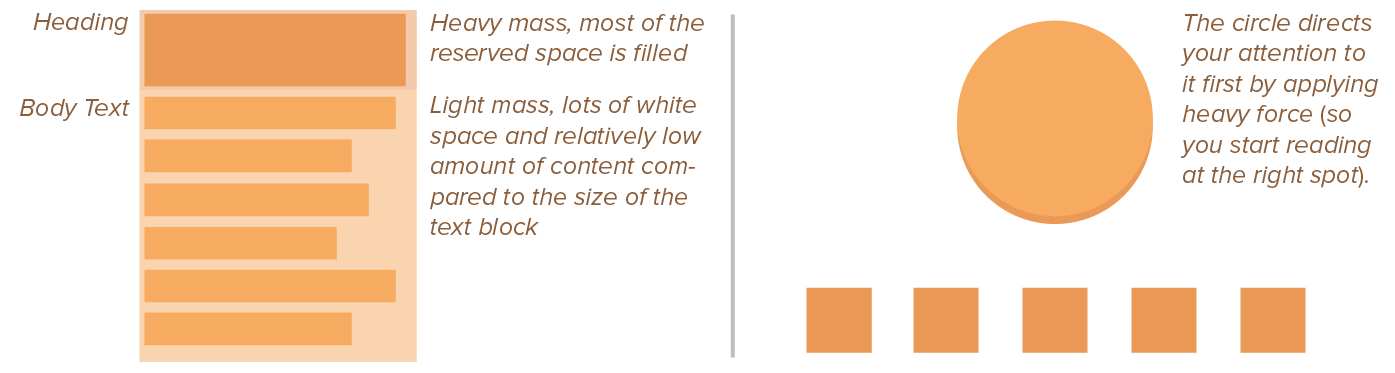 Heading
Heavy mass, most of the
reserved space is filled
Body Text
Light mass, lots of white
space and relatively low
amount of content com-
pared to the size of the
text block
The circle directs
your attention to
it first by applying
heavy force (so
you start reading
at the right spot).